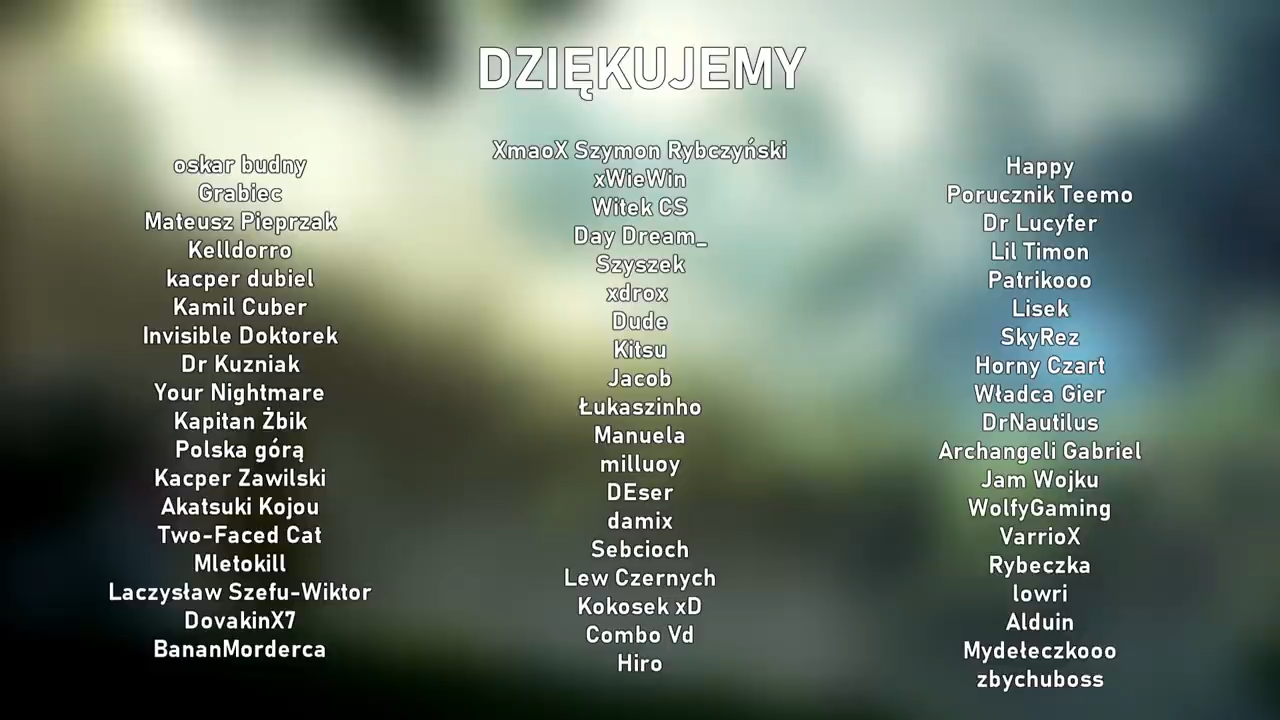 DZIĘKUJEMY
oskar budny
Grabiec
Mateusz Pieprzak
Kelldorro
kacper dubiel
Kamil Cuber
Invisible Doktorek
Dr Kuzniak
Your Nightmare
Kapitan Żbik
Polska górą
Kacper Zawilski
Akatsuki Kojou
Two-Faced Cat
Mletokill
Laczysław Szefu-Wiktor
DovakinX7
BananMorderca
XmaoX Szymon Rybczyński
xWieWin
Witek CS
Day Dream_
Szyszek
xdrox
Dude
Kitsu
Jacob
Łukaszinho
Manuela
milluoy
DEser
damix
Sebcioch
Lew Czernych
Kokosek xD
Combo Vd
Hiro
Happy
Porucznik Teemo
Dr Lucyfer
Lil Timon
Patrikooo
Lisek
SkyRez
Horny Czart
Władca Gier
DrNautilus
Archangeli Gabriel
Jam Wojku
WolfyGaming
VarrioX
Rybeczka
lowri
Alduin
Mydełeczkooo
zbychuboss